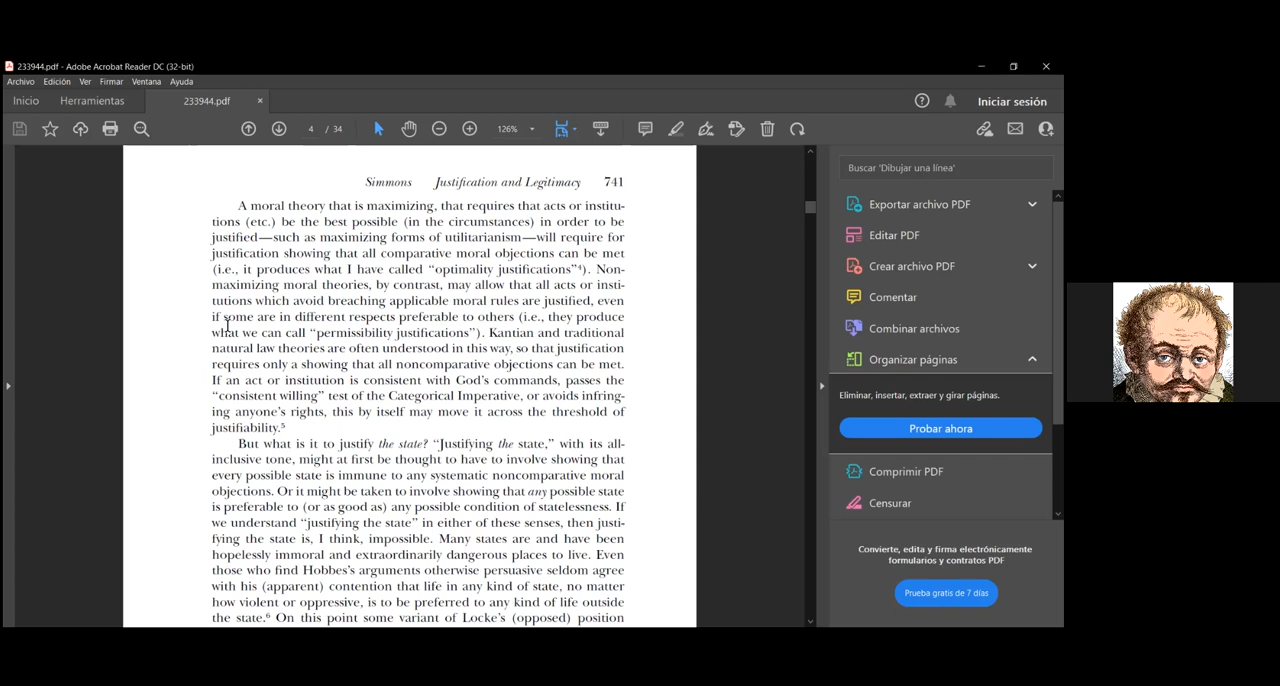 233944.pdf - Adobe Acrobat Reader DC (32-bit)
Archivo Edición Ver Firmar Ventana Ayuda
Inicio Herramientas 233944.pdf × Iniciar sesión
4 / 34 126%
Simmons Justification and Legitimacy 741
A moral theory that is maximizing, that requires that acts or institu-
tions (etc.) be the best possible (in the circumstances) in order to be
justified—such as maximizing forms of utilitarianism—will require for
justification showing that all comparative moral objections can be met
(i.e., it produces what I have called “optimality justifications”⁴). Non-
maximizing moral theories, by contrast, may allow that all acts or insti-
tutions which avoid breaching applicable moral rules are justified, even
if some are in different respects preferable to others (i.e., they produce
what we can call “permissibility justifications”). Kantian and traditional
natural law theories are often understood in this way, so that justification
requires only a showing that all noncomparative objections can be met.
If an act or institution is consistent with God’s commands, passes the
“consistent willing” test of the Categorical Imperative, or avoids infring-
ing anyone’s rights, this by itself may move it across the threshold of
justifiability.⁵
But what is it to justify the state? “Justifying the state,” with its all-
inclusive tone, might at first be thought to have to involve showing that
every possible state is immune to any systematic noncomparative moral
objections. Or it might be taken to involve showing that any possible state
is preferable to (or as good as) any possible condition of statelessness. If
we understand “justifying the state” in either of these senses, then justi-
fying the state is, I think, impossible. Many states are and have been
hopelessly immoral and extraordinarily dangerous places to live. Even
those who find Hobbes’s arguments otherwise persuasive seldom agree
with his (apparent) contention that life in any kind of state, no matter
how violent or oppressive, is to be preferred to any kind of life outside
the state.⁶ On this point some variant of Locke’s (opposed) position
Buscar 'Dibujar una línea'
Exportar archivo PDF
Editar PDF
Crear archivo PDF
Comentar
Combinar archivos
Organizar páginas
Eliminar, insertar, extraer y girar páginas.
Probar ahora
Comprimir PDF
Censurar
Convierte, edita y firma electrónicamente
formularios y contratos PDF
Prueba gratis de 7 días